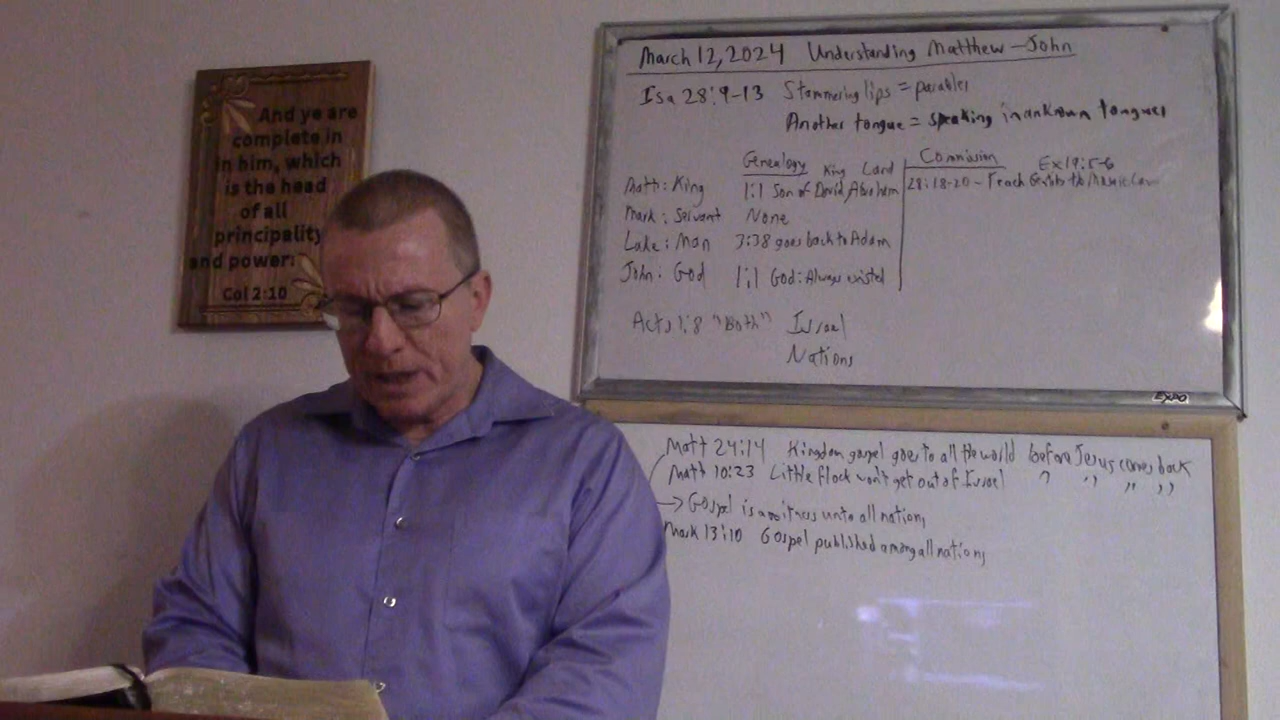 And ye are
complete in
in him, which
is the head
of all
principality
and power:
Col 2:10
March 12, 2024 Understanding Matthew – John
Isa 28:9-13 Stammering lips = parables
Another tongue = speaking in unknown tongues
Genealogy King Land
Commission Ex 19:5-6
Matt: King 1:1 Son of David, Abraham
28:18-20 – Teach Gentiles the Mosaic Law
Mark: Servant None
Luke: Man 3:38 goes back to Adam
John: God 1:1 God: Always existed
Acts 1:8 "Both" Israel
Nations
EXPO
Matt 24:14 Kingdom gospel goes to all the world before Jesus comes back
Matt 10:23 Little flock won't get out of Israel " " " "
→ Gospel is a witness unto all nations
Mark 13:10 Gospel published among all nations